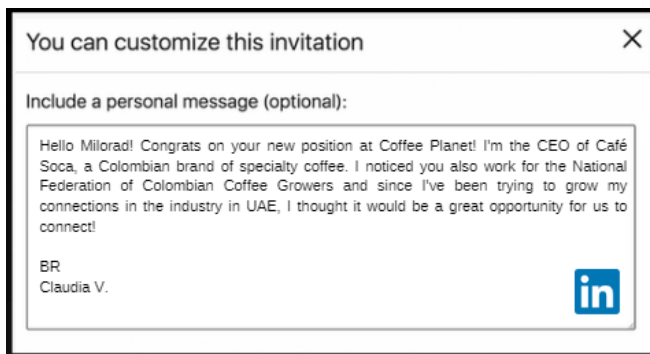 You can customize this invitation
Include a personal message (optional):
Hello Milorad! Congrats on your new position at Coffee Planet! I'm the CEO of Café
Soca, a Colombian brand of specialty coffee. I noticed you also work for the National
Federation of Colombian Coffee Growers and since I've been trying to grow my
connections in the industry in UAE, I thought it would be a great opportunity for us to
connect!
BR
Claudia V.
in